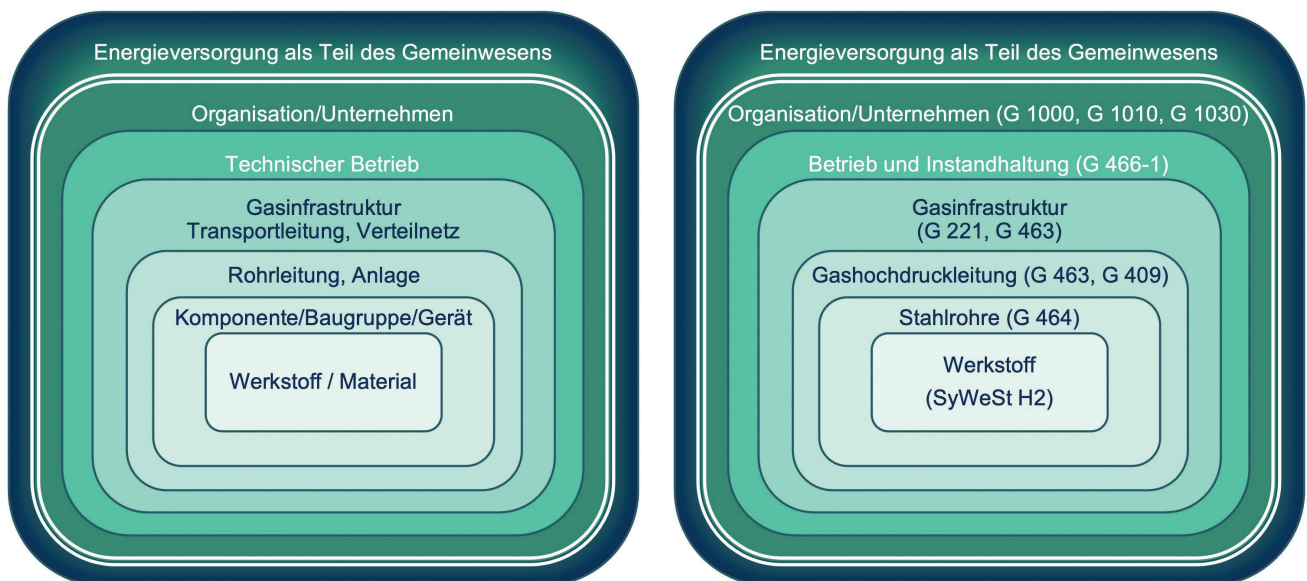 Energieversorgung als Teil des Gemeinwesens
Organisation/Unternehmen
Technischer Betrieb
Gasinfrastruktur
Transportleitung, Verteilnetz
Rohrleitung, Anlage
Komponente/Baugruppe/Gerät
Werkstoff / Material
Energieversorgung als Teil des Gemeinwesens
Organisation/Unternehmen (G 1000, G 1010, G 1030)
Betrieb und Instandhaltung (G 466-1)
Gasinfrastruktur
(G 221, G 463)
Gashochdruckleitung (G 463, G 409)
Stahlrohre (G 464)
Werkstoff
(SyWeSt H2)